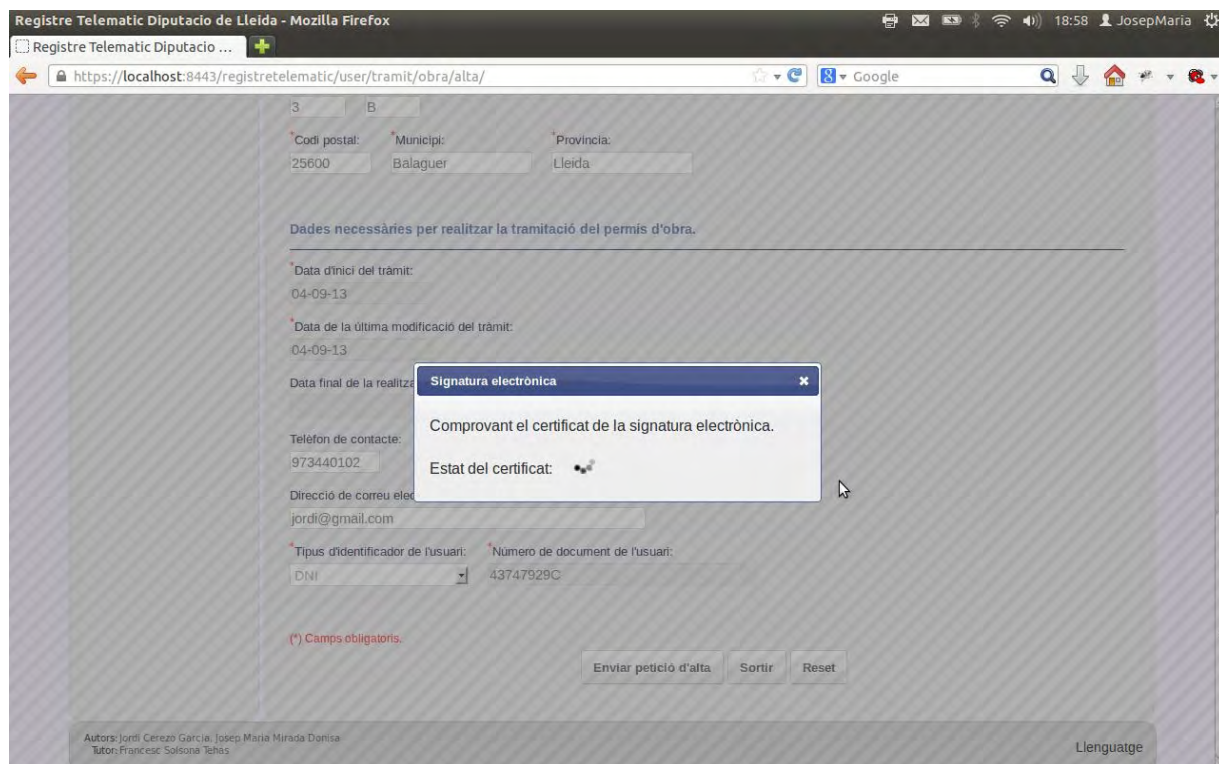 Registre Telematic Diputacio de Lleida - Mozilla Firefox
18:58 JosepMaria
Registre Telematic Diputacio ...
https://localhost:8443/registretelematic/user/tramit/obra/alta/
Google
3 B
*Codi postal: *Municipi: *Provincia:
25600 Balaguer Lleida
Dades necessàries per realitzar la tramitació del permís d'obra.
*Data d'inici del tràmit:
04-09-13
*Data de la última modificació del tràmit:
04-09-13
Data final de la realitza
Signatura electrònica
Comprovant el certificat de la signatura electrònica.
Estat del certificat:
Telèfon de contacte:
973440102
Direcció de correu elec
jordi@gmail.com
*Tipus d'identificador de l'usuari: *Número de document de l'usuari:
DNI 43747929C
(*) Camps obligatoris.
Enviar petició d'alta Sortir Reset
Autors: Jordi Cerezo Garcia, Josep Maria Mirada Donisa
Tutor: Francesc Solsona Tehas
Llenguatge